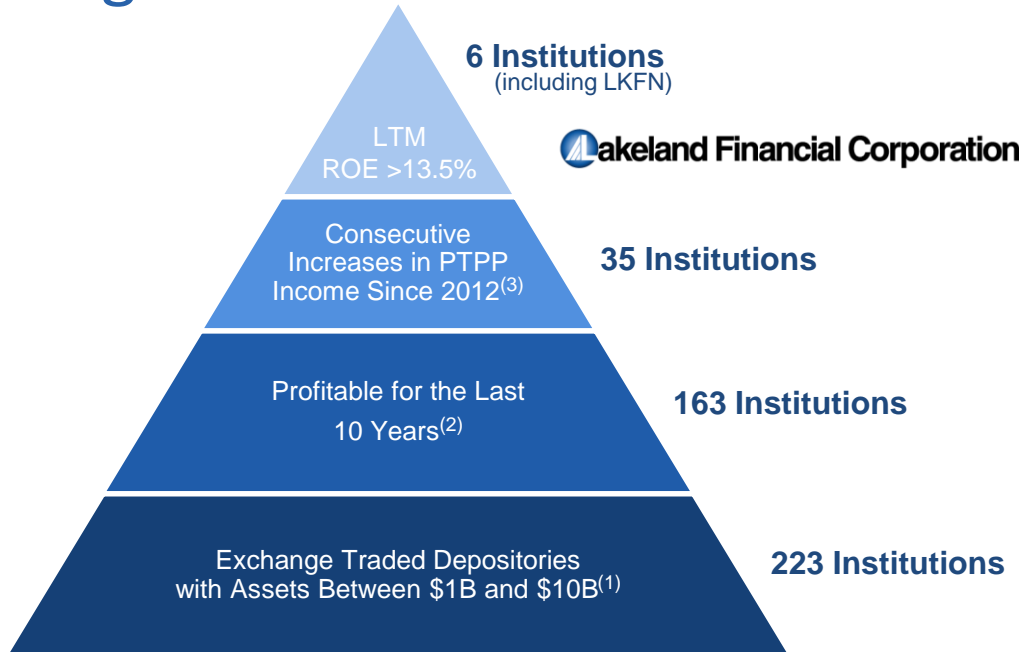 6 Institutions
(including LKFN)
LTM
ROE >13.5%
Lakeland Financial Corporation
Consecutive
Increases in PTPP
Income Since 2012(3)
35 Institutions
Profitable for the Last
10 Years(2)
163 Institutions
Exchange Traded Depositories
with Assets Between $1B and $10B(1)
223 Institutions